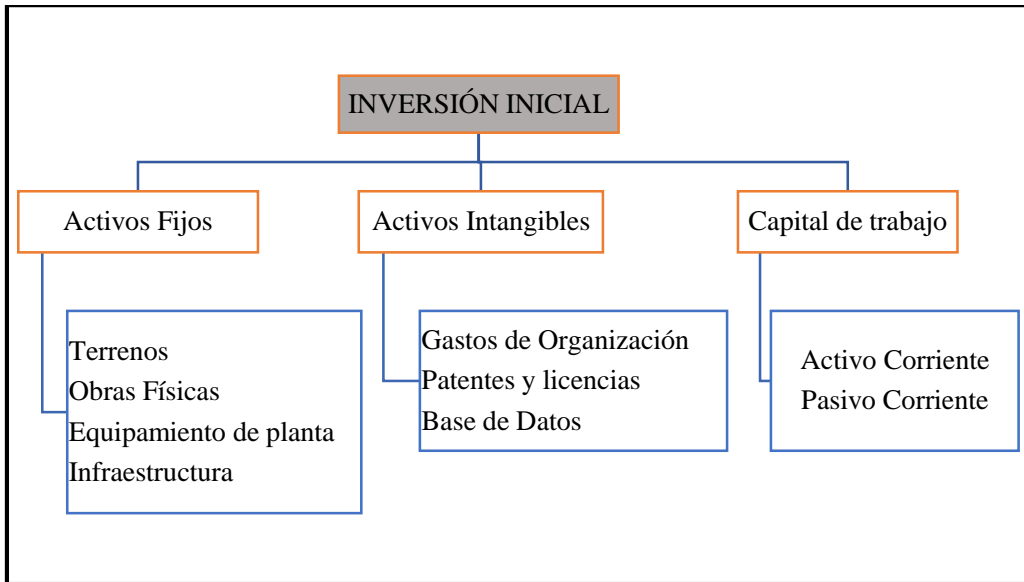 INVERSIÓN INICIAL
Activos Fijos
Terrenos
Obras Físicas
Equipamiento de planta
Infraestructura
Activos Intangibles
Gastos de Organización
Patentes y licencias
Base de Datos
Capital de trabajo
Activo Corriente
Pasivo Corriente